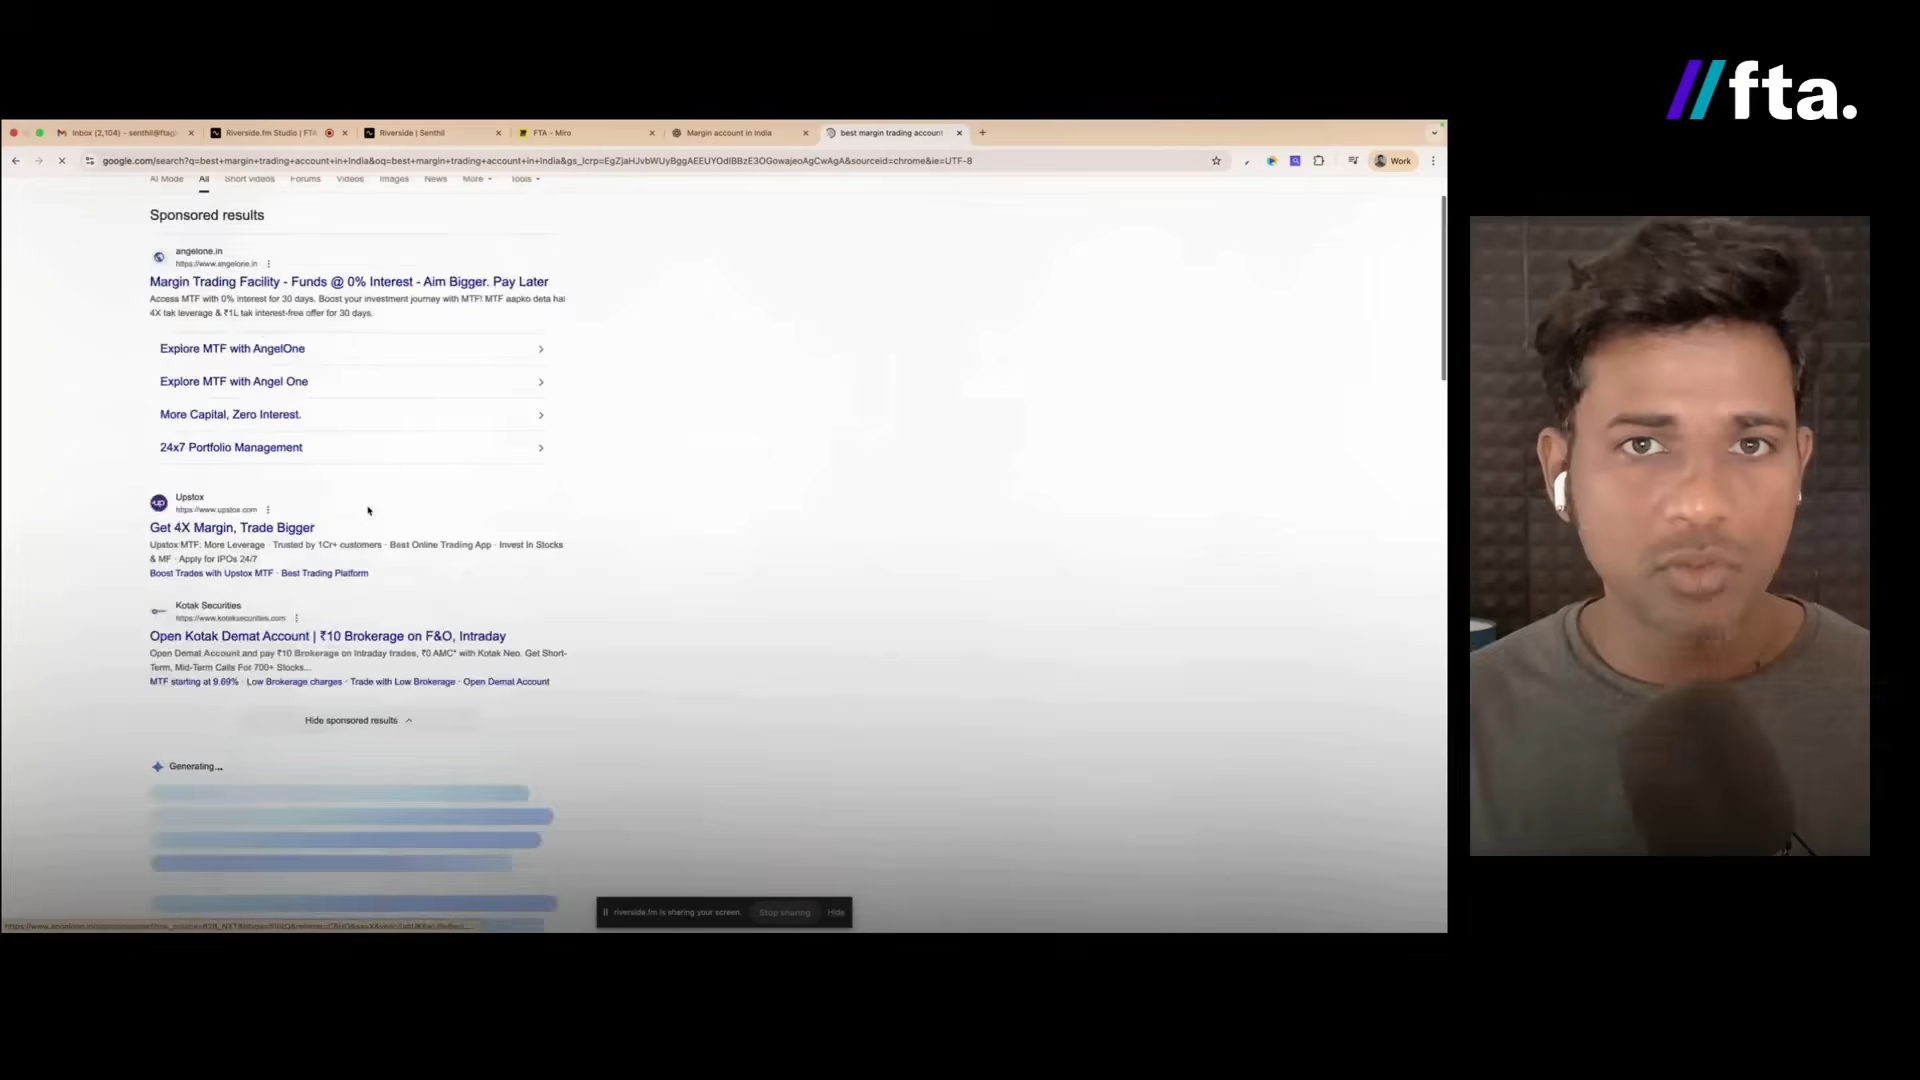 //fta.
Inbox (2,104) - senthil@ftag
Riverside.fm Studio | FTA
Riverside | Senthil
FTA - Miro
Margin account in India
best margin trading account
google.com/search?q=best+margin+trading+account+in+India&oq=best+margin+trading+account+in+India&gs_lcrp=EgZjaHJvbWUyBggAEEUYOdIBBzE3OGowajeoAgCwAgA&sourceid=chrome&ie=UTF-8
Work
AI Mode All Short videos Forums Videos Images News More Tools
Sponsored results
angelone.in
https://www.angelone.in
Margin Trading Facility - Funds @ 0% Interest - Aim Bigger. Pay Later
Access MTF with 0% interest for 30 days. Boost your investment journey with MTF! MTF aapko deta hai
4X tak leverage & ₹1L tak interest-free offer for 30 days.
Explore MTF with AngelOne
Explore MTF with Angel One
More Capital, Zero Interest.
24x7 Portfolio Management
up
Upstox
https://www.upstox.com
Get 4X Margin, Trade Bigger
Upstox MTF: More Leverage · Trusted by 1Cr+ customers · Best Online Trading App · Invest In Stocks
& MF · Apply for IPOs 24/7
Boost Trades with Upstox MTF · Best Trading Platform
Kotak Securities
https://www.kotaksecurities.com
Open Kotak Demat Account | ₹10 Brokerage on F&O, Intraday
Open Demat Account and pay ₹10 Brokerage on Intraday trades, ₹0 AMC* with Kotak Neo. Get Short-
Term, Mid-Term Calls For 700+ Stocks...
MTF starting at 9.69% · Low Brokerage charges · Trade with Low Brokerage · Open Demat Account
Hide sponsored results
Generating...
riverside.fm is sharing your screen. Stop sharing Hide